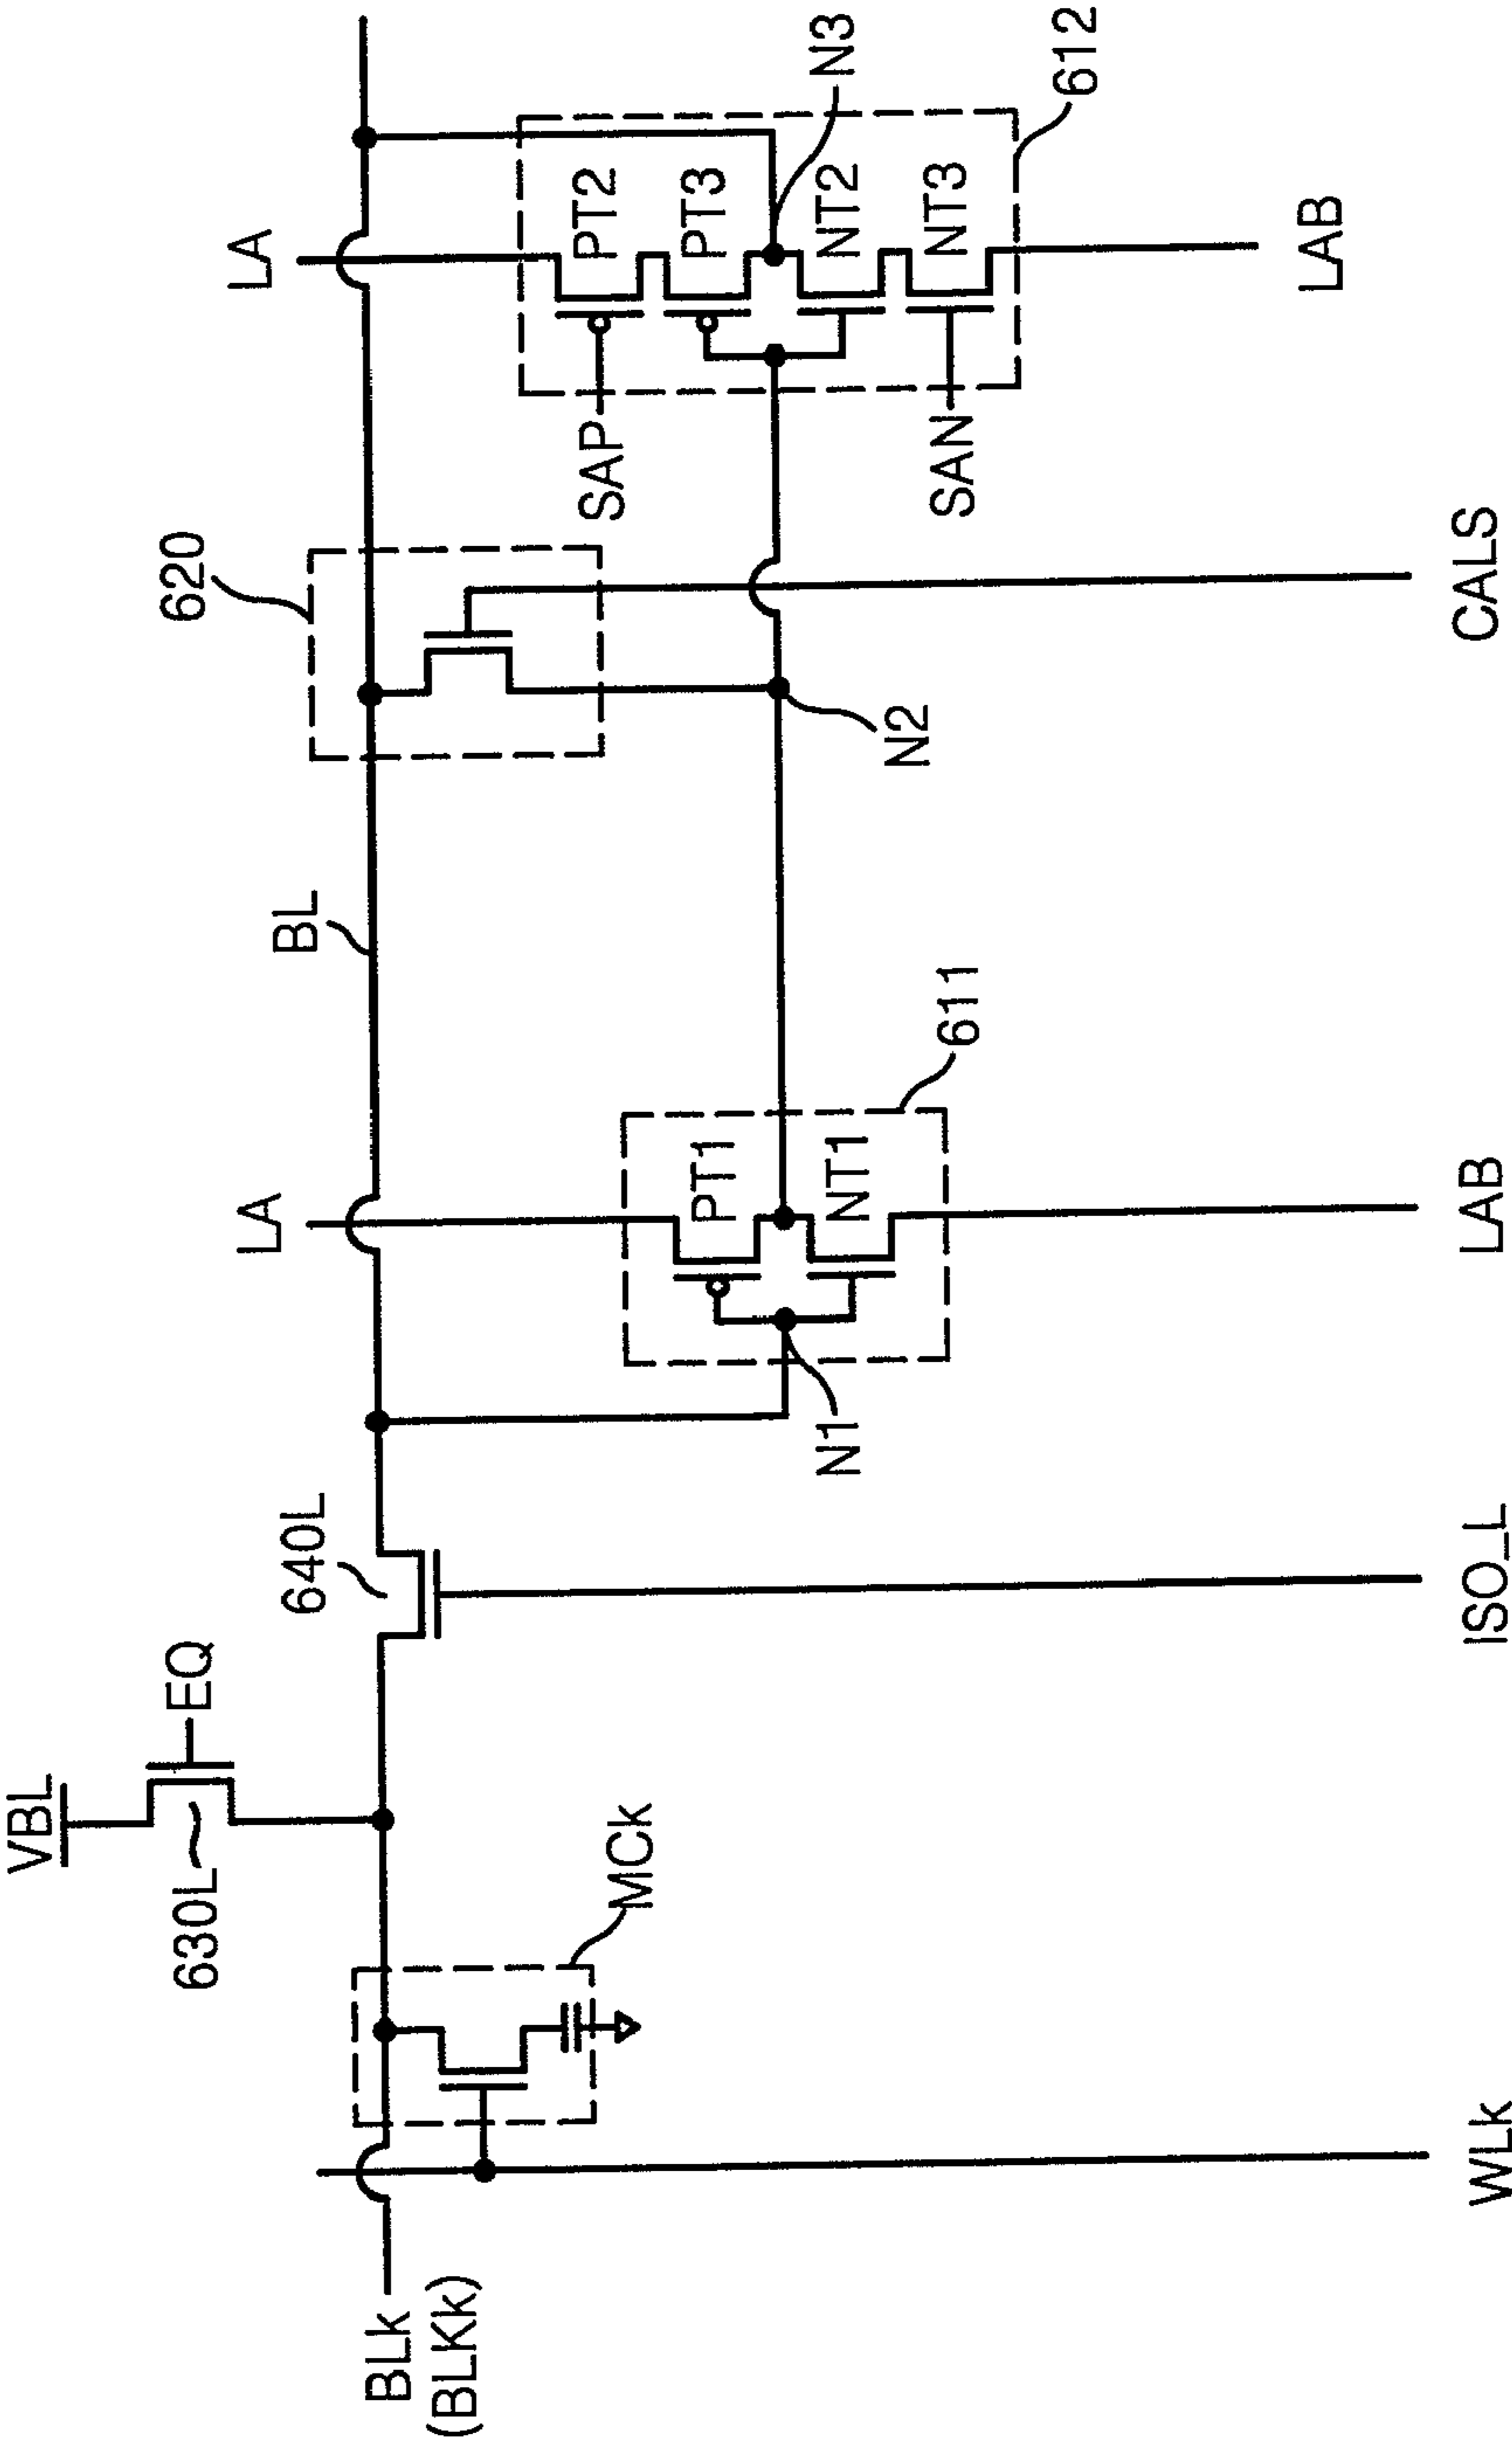 VBL
630L
EQ
640L
BL
620
LA
LA
BLk
(BLKk)
MCk
N1
PT1
NT1
611
N2
SAP
SAN
PT2
PT3
NT2
NT3
N3
612
WLk
ISO_L
LAB
CALS
LAB